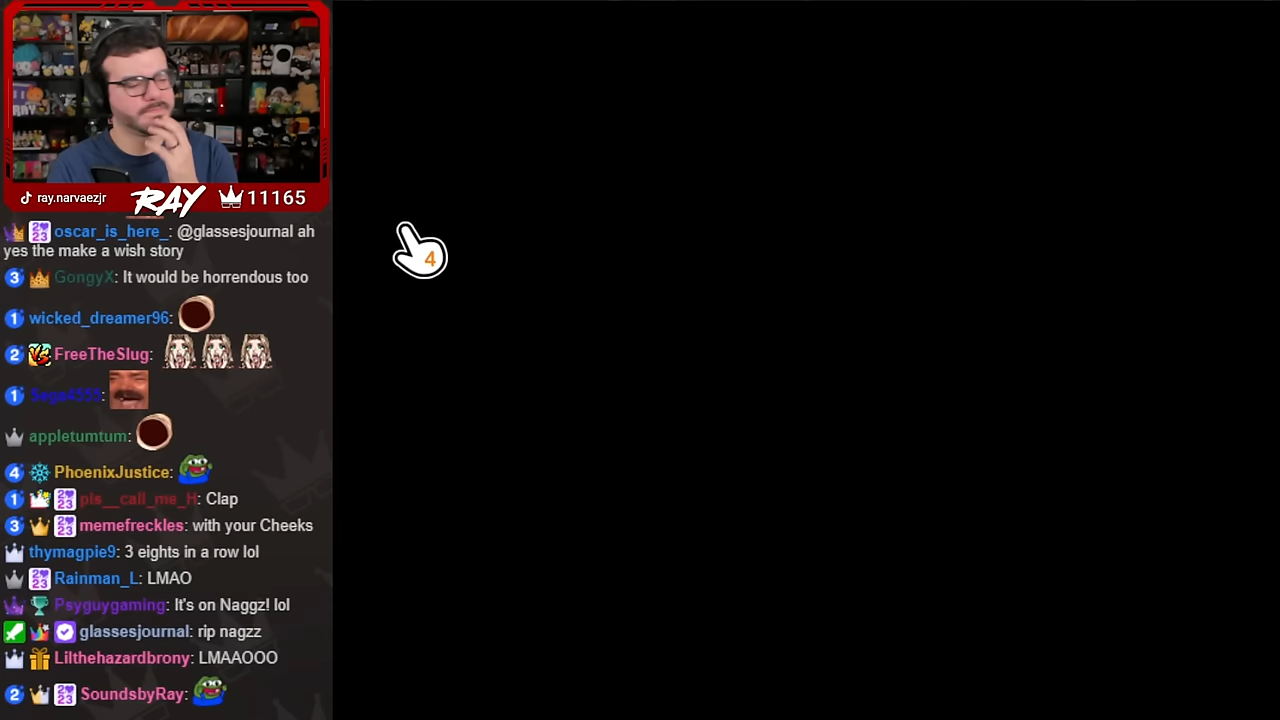 ray.narvaezjr RAY 11165
oscar_is_here_: @glassesjournal ah
yes the make a wish story
3 GongyX: It would be horrendous too
4
1 wicked_dreamer96:
2 FreeTheSlug:
1 Sega4555:
appletumtum:
4 PhoenixJustice:
1 pls__call_me_H: Clap
3 memefreckles: with your Cheeks
thymagpie9: 3 eights in a row lol
Rainman_L: LMAO
Psyguygaming: It's on Naggz! lol
glassesjournal: rip nagzz
Lilthehazardbrony: LMAAOOO
2 SoundsbyRay: